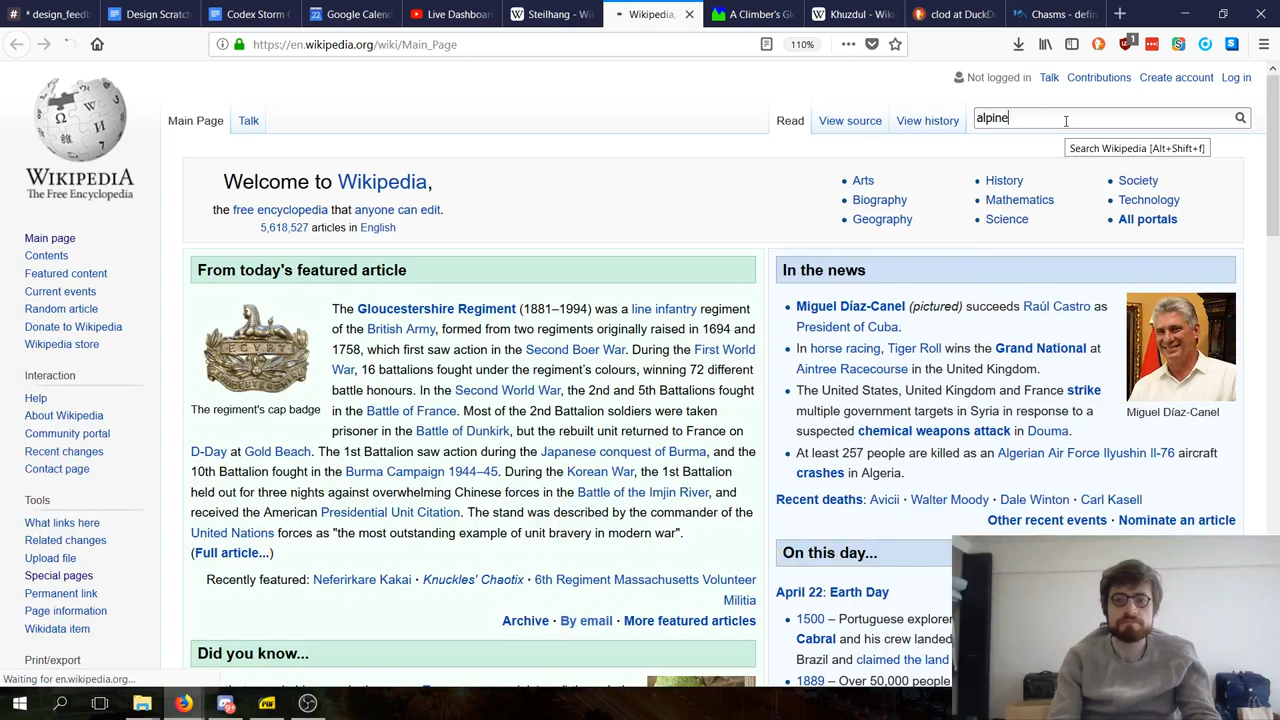 * design_feedb
Design Scratch
Codex Storm C
Google Calend
Live Dashboard
Steilhang - Wi
Wikipedia,
A Climber's Gl
Khuzdul - Wiki
clod at DuckDu
Chasms - defin
https://en.wikipedia.org/wiki/Main_Page
110%
1
Not logged in Talk Contributions Create account Log in
Main Page Talk
Read View source View history
alpine
Search Wikipedia [Alt+Shift+f]
WIKIPEDIA
The Free Encyclopedia
Main page
Contents
Featured content
Current events
Random article
Donate to Wikipedia
Wikipedia store
Interaction
Help
About Wikipedia
Community portal
Recent changes
Contact page
Tools
What links here
Related changes
Upload file
Special pages
Permanent link
Page information
Wikidata item
Print/export
Welcome to Wikipedia,
the free encyclopedia that anyone can edit.
5,618,527 articles in English
Arts
Biography
Geography
History
Mathematics
Science
Society
Technology
All portals
From today's featured article
The Gloucestershire Regiment (1881–1994) was a line infantry regiment
of the British Army, formed from two regiments originally raised in 1694 and
1758, which first saw action in the Second Boer War. During the First World
War, 16 battalions fought under the regiment's colours, winning 72 different
battle honours. In the Second World War, the 2nd and 5th Battalions fought
in the Battle of France. Most of the 2nd Battalion soldiers were taken
prisoner in the Battle of Dunkirk, but the rebuilt unit returned to France on
D-Day at Gold Beach. The 1st Battalion saw action during the Japanese conquest of Burma, and the
10th Battalion fought in the Burma Campaign 1944–45. During the Korean War, the 1st Battalion
held out for three nights against overwhelming Chinese forces in the Battle of the Imjin River, and
received the American Presidential Unit Citation. The stand was described by the commander of the
United Nations forces as "the most outstanding example of unit bravery in modern war".
(Full article...)
EGYPT
The regiment's cap badge
Recently featured: Neferirkare Kakai · Knuckles' Chaotix · 6th Regiment Massachusetts Volunteer
Militia
Archive · By email · More featured articles
Did you know...
In the news
Miguel Díaz-Canel (pictured) succeeds Raúl Castro as
President of Cuba.
In horse racing, Tiger Roll wins the Grand National at
Aintree Racecourse in the United Kingdom.
The United States, United Kingdom and France strike
multiple government targets in Syria in response to a
suspected chemical weapons attack in Douma.
At least 257 people are killed as an Algerian Air Force Ilyushin Il-76 aircraft
crashes in Algeria.
Miguel Díaz-Canel
Recent deaths: Avicii · Walter Moody · Dale Winton · Carl Kasell
Other recent events · Nominate an article
On this day...
April 22: Earth Day
1500 – Portuguese explorer
Cabral and his crew landed
Brazil and claimed the land
1889 – Over 50,000 people
Waiting for en.wikipedia.org...